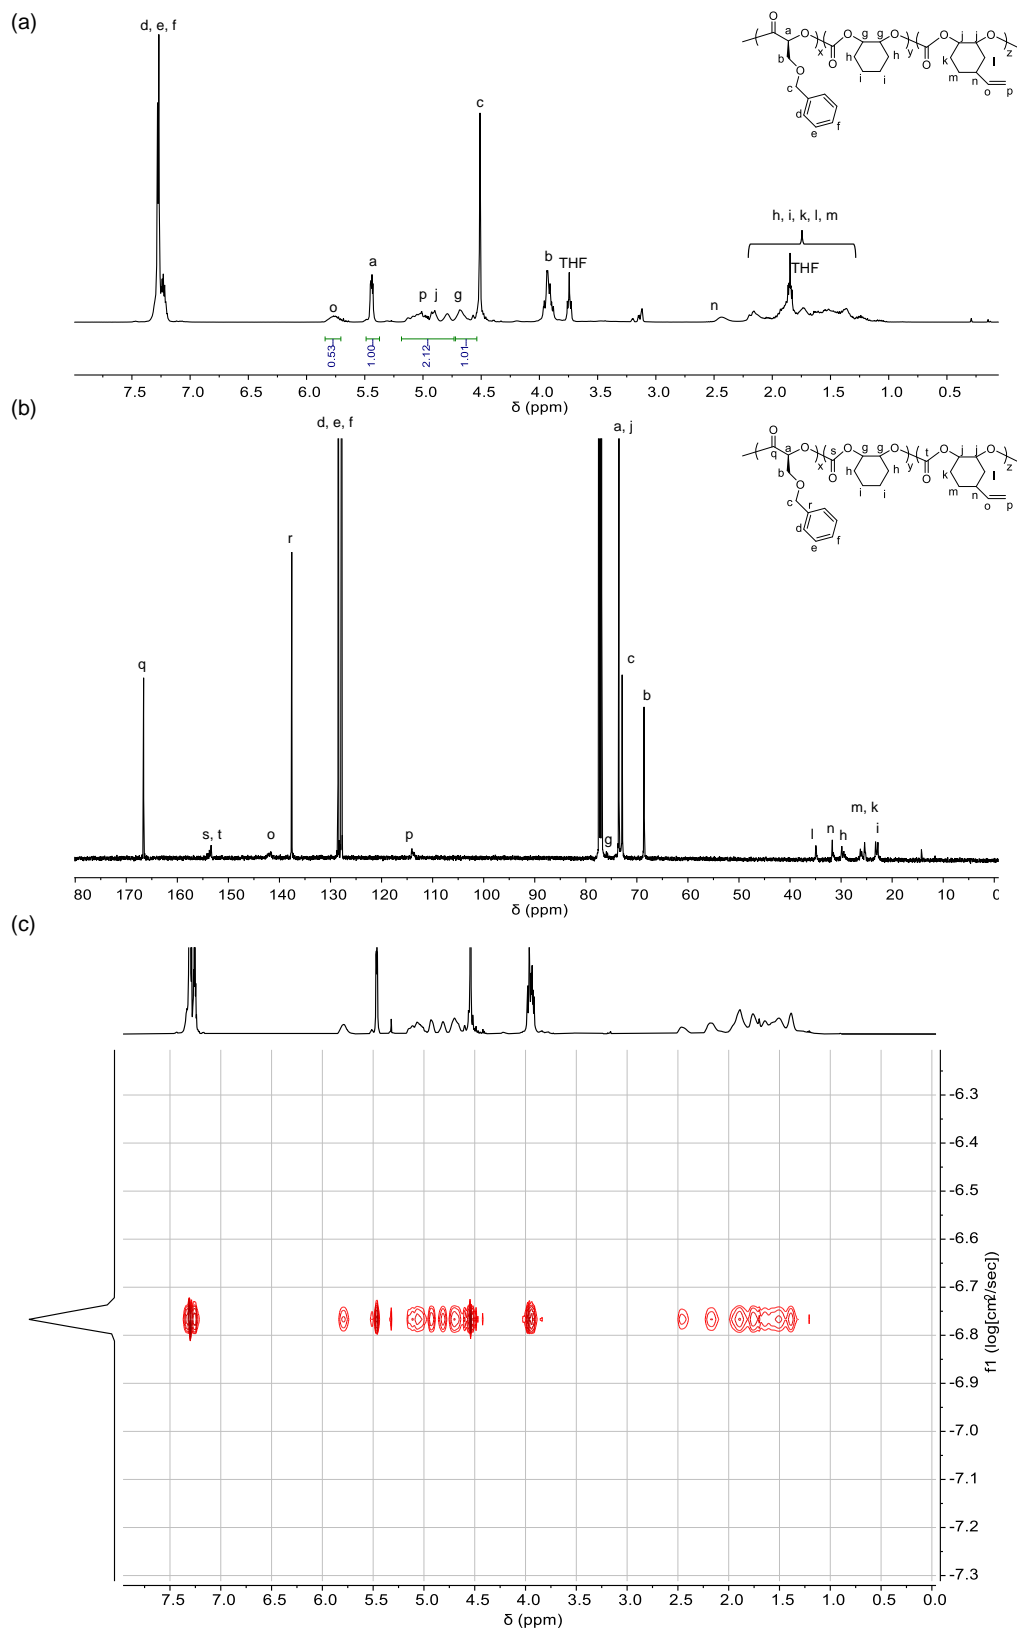 (a)
d, e, f
c
a
b
THF
o
p
j
g
n
h, i, k, l, m
THF
O
a
O
b
O
c
d
e
f
x
O
O
g
g
O
h
h
i
i
y
O
O
j
j
O
k
l
m
n
o
p
z
0.53
1.00
2.12
1.01
7.5 7.0 6.5 6.0 5.5 5.0 4.5 4.0 3.5 3.0 2.5 2.0 1.5 1.0 0.5
δ (ppm)
(b)
d, e, f
a, j
r
q
c
b
s, t
o
p
g
l
n
h
m, k
i
O
q
a
O
b
O
c
r
d
e
f
x
s
O
O
g
g
O
h
h
i
i
y
t
O
O
j
j
O
k
l
m
n
o
p
z
80 170 160 150 140 130 120 110 100 90 80 70 60 50 40 30 20 10 0
δ (ppm)
(c)
-6.3
-6.4
-6.5
-6.6
-6.7
-6.8
-6.9
-7.0
-7.1
-7.2
-7.3
f1 (log[cm2/sec])
7.5 7.0 6.5 6.0 5.5 5.0 4.5 4.0 3.5 3.0 2.5 2.0 1.5 1.0 0.5 0.0
δ (ppm)